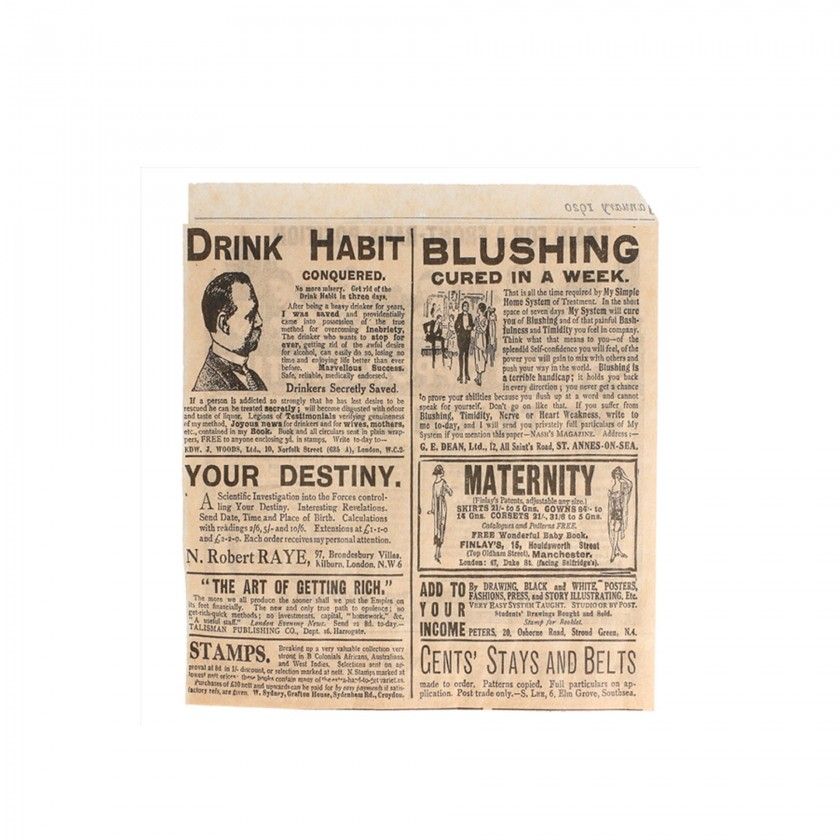 January 1920
DRINK HABIT
CONQUERED.
No more misery. Get rid of the
Drink Habit in three days.
After being a heavy drinker for years,
I was saved and providentially
came into possession of the true
method for overcoming inebriety.
The drinker who wants to stop for
ever, getting rid of the awful desire
for alcohol, can easily do so, losing no
time and enjoying life better than ever
before. Marvellous Success.
Safe, reliable, medically endorsed.
Drinkers Secretly Saved.
If a person is addicted so strongly that he has lost desire to be
rescued he can be treated secretly; will become disgusted with odour
and taste of liquor. Legions of Testimonials verifying genuineness
of my method. Joyous news for drinkers and for wives, mothers,
etc., contained in my Book. Book and all circulars sent in plain wrap-
pers, FREE to anyone enclosing 3d. in stamps. Write to-day to—
EDW. J. WOODS, Ltd., 10, Norfolk Street (625 A), London, W.C.2
YOUR DESTINY.
A Scientific Investigation into the Forces control-
ling Your Destiny. Interesting Revelations.
Send Date, Time and Place of Birth. Calculations
with readings 2/6, 5/- and 10/6. Extensions at £1-1-0
and £2-2-0. Each order receives my personal attention.
N. Robert RAYE, 97, Brondesbury Villas,
Kilburn, London, N.W 6
"THE ART OF GETTING RICH."
The more we all produce the sooner shall we put the Empire on
its feet financially. The new and only true path to opulence; no
get-rich-quick methods; no investments, capital, "homework," &c.
"A useful staff." London Evening News. Send 2s 8d. to-day—
TALISMAN PUBLISHING CO., Dept. 16, Harrogate.
STAMPS. Breaking up a very valuable collection very
strong in B Colonials Africans, Australians,
and West Indies. Selections sent on ap-
proval at 8d in 1/- discount, or selection marked at nett. N. Stamps marked at
lowest nett prices these books contain many of the
Purchases of £10 nett and upwards can be paid for by easy payments if satis-
factory refs. are given. W. Sydney, Grafton House, Sydenham Rd., Croydon.
BLUSHING
CURED IN A WEEK.
That is all the time required by My Simple
Home System of Treatment. In the short
space of seven days My System will cure
you of Blushing and of that painful Bash-
fulness and Timidity you feel in company.
Think what that means to you—of the
splendid Self-confidence you will feel, of the
power you will gain to mix with others and
push your way in the world. Blushing is
a terrible handicap; it holds you back
in every direction; you never get a chance
to prove your abilities because you flush up at a word and cannot
speak for yourself. Don't go on like that. If you suffer from
Blushing, Timidity, Nerve or Heart Weakness, write to
me to-day, and I will send you privately full particulars of My
System if you mention this paper—NASH'S MAGAZINE. Address:—
G. E. DEAN, Ltd., 12, All Saint's Road, ST. ANNES-ON-SEA.
MATERNITY
(Finlay's Patents, adjustable any size.)
SKIRTS 21/- to 5 Gns. GOWNS 84/- to
14 Gns. CORSETS 21/, 31/6 to 5 Gns
Catalogues and Patterns FREE.
FREE Wonderful Baby Book.
FINLAY'S, 15, Houldsworth Street
(Top Oldham Street), Manchester.
London: 47, Duke St. (facing Selfridge's).
ADD TO YOUR INCOME
By DRAWING, BLACK and WHITE, POSTERS,
FASHIONS, PRESS, and STORY ILLUSTRATING, Etc.
VERY EASY SYSTEM TAUGHT. STUDIO OR BY POST.
Students' Drawings Bought and Sold.
Stamp for Booklet.
PETERS, 20, Osborne Road, Stroud Green, N.4.
GENTS' STAYS AND BELTS
made to order. Patterns copied. Full particulars on ap-
plication. Post trade only.—S. LEE, 6, Elm Grove, Southsea.